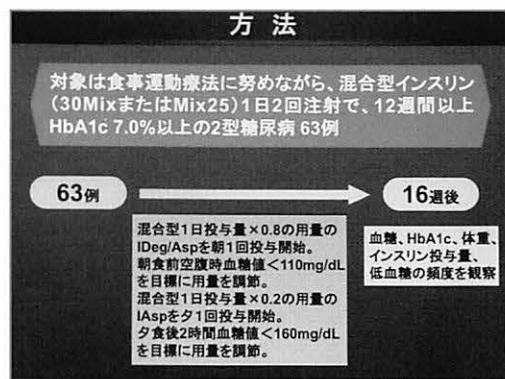 方 法
対象は食事運動療法に努めながら、混合型インスリン
（30MixまたはMix25）1日2回注射で、12週間以上
HbA1c 7.0%以上の2型糖尿病 63例
63例
16週後
混合型1日投与量×0.8の用量の
IDeg/Aspを朝1回投与開始。
朝食前空腹時血糖値＜110mg/dL
を目標に用量を調節。
混合型1日投与量×0.2の用量の
IAspを夕1回投与開始。
夕食後2時間血糖値＜160mg/dL
を目標に用量を調節。
血糖、HbA1c、体重、
インスリン投与量、
低血糖の頻度を観察